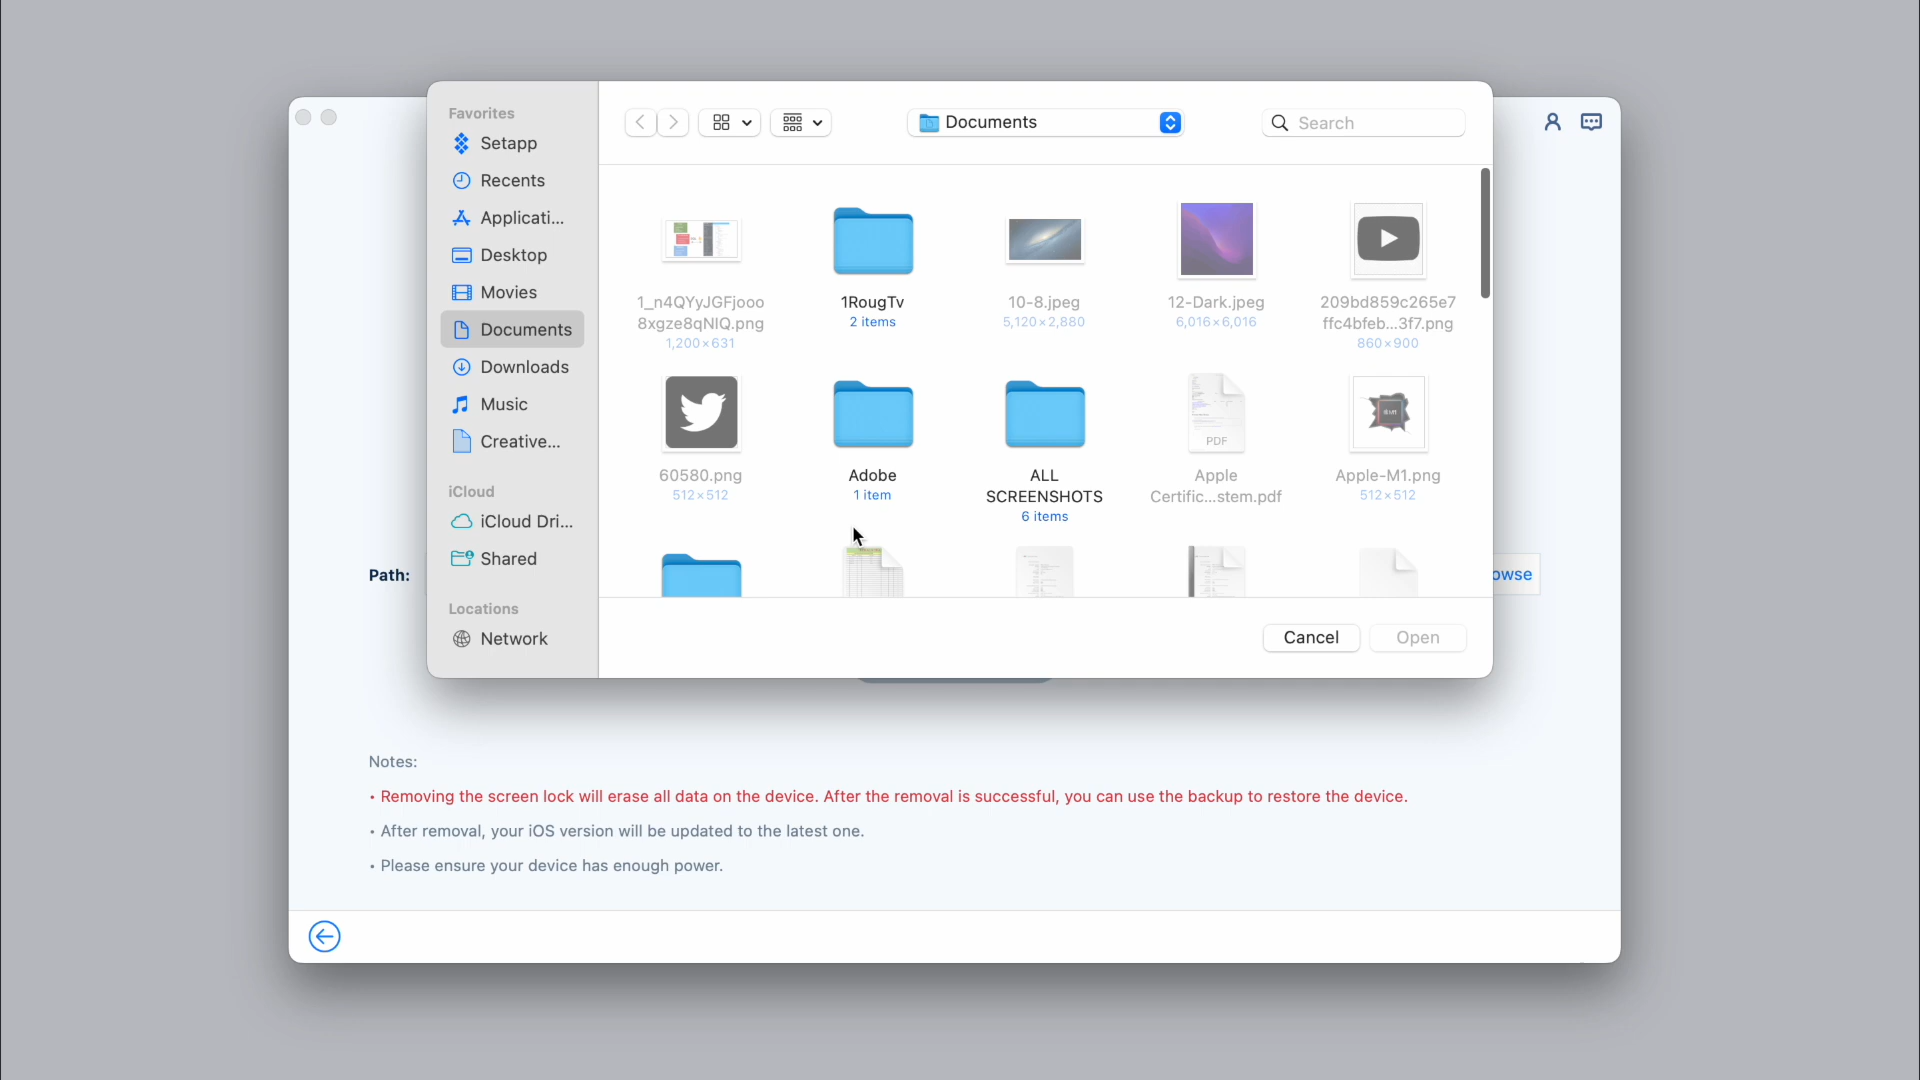 Favorites
Setapp
Recents
Applicati...
Desktop
Movies
Documents
Downloads
Music
Creative...
iCloud
iCloud Dri...
Shared
Locations
Network
Documents
Search
1_n4QYyJGFjooo
8xgze8qNIQ.png
1,200×631
1RougTv
2 items
10-8.jpeg
5,120×2,880
12-Dark.jpeg
6,016×6,016
209bd859c265e7
ffc4bfeb...3f7.png
860×900
60580.png
512×512
Adobe
1 item
ALL
SCREENSHOTS
6 items
PDF
Apple
Certific...stem.pdf
Apple-M1.png
512×512
Cancel
Open
Path:
owse
Notes:
• Removing the screen lock will erase all data on the device. After the removal is successful, you can use the backup to restore the device.
• After removal, your iOS version will be updated to the latest one.
• Please ensure your device has enough power.